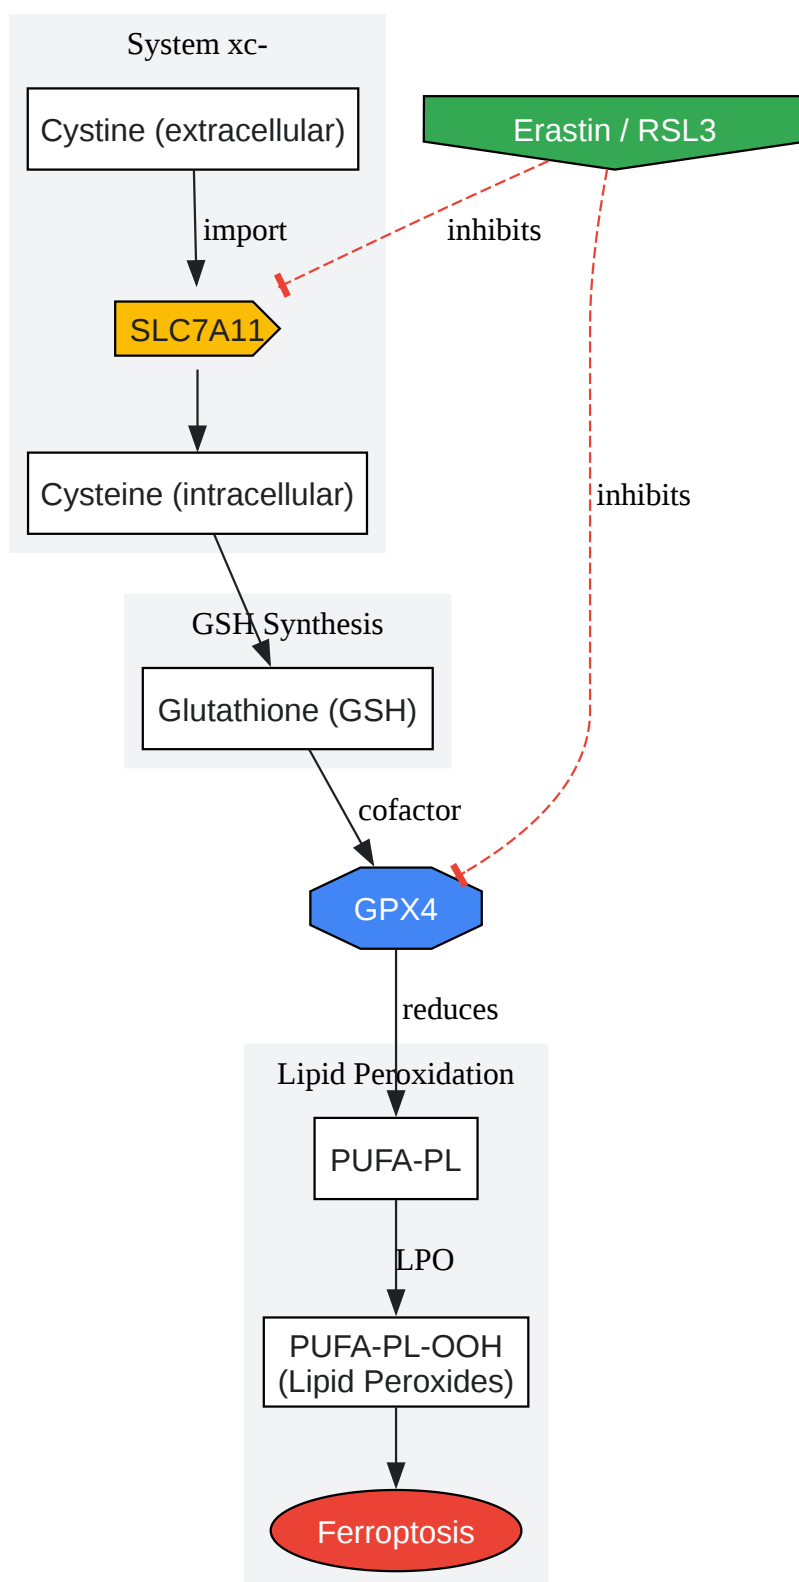 System xc-
Cystine (extracellular)
Erastin / RSL3
import
inhibits
SLC7A11
Cysteine (intracellular)
inhibits
GSH Synthesis
Glutathione (GSH)
cofactor
GPX4
reduces
Lipid Peroxidation
PUFA-PL
LPO
PUFA-PL-OOH
(Lipid Peroxides)
Ferroptosis